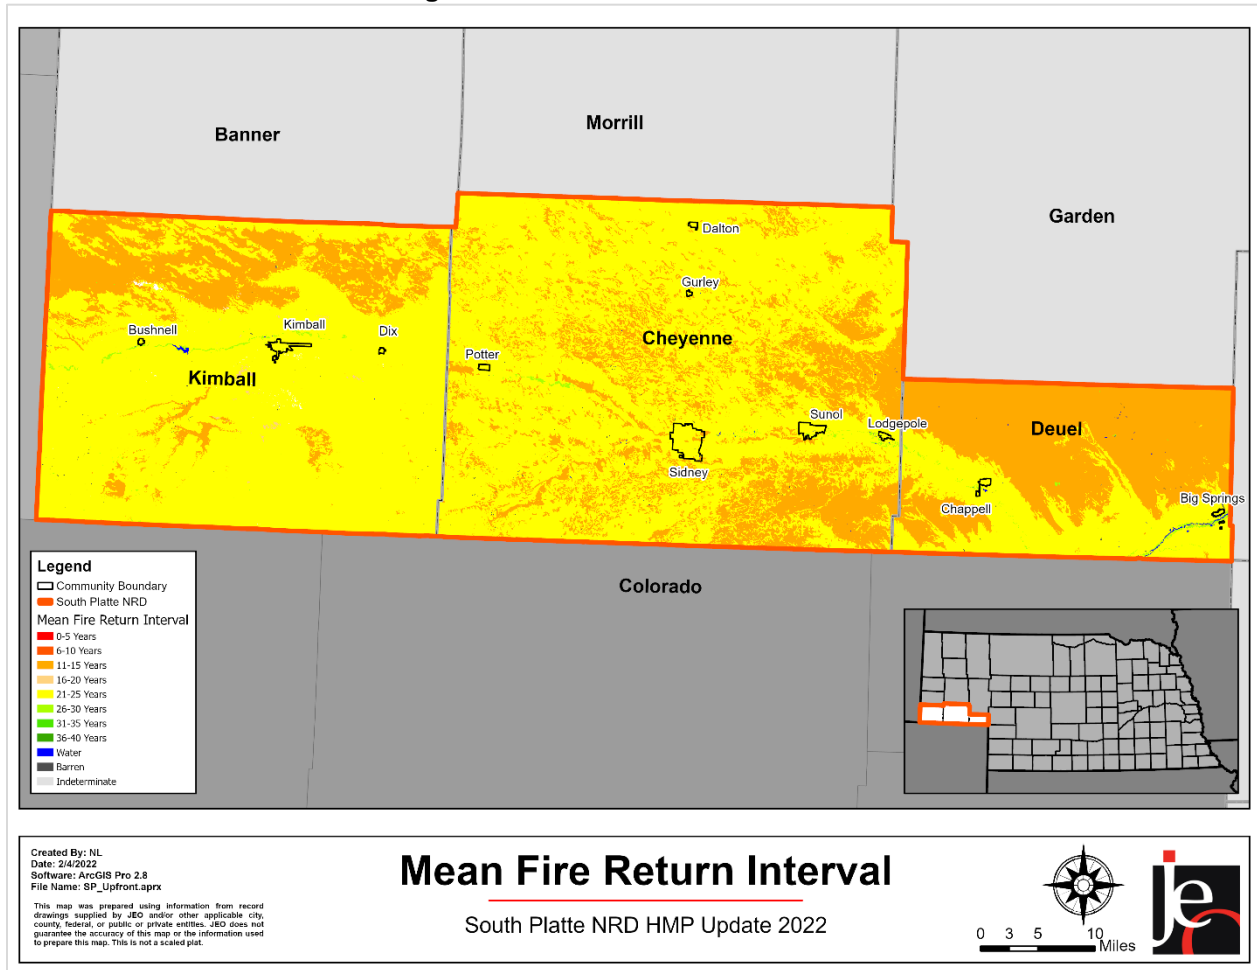 Banner
Morrill
Garden
Dalton
Gurley
Cheyenne
Bushnell
Kimball
Dix
Potter
Kimball
Sunol
Lodgepole
Deuel
Sidney
Chappell
Big Springs
Colorado
Legend
Community Boundary
South Platte NRD
Mean Fire Return Interval
0-5 Years
6-10 Years
11-15 Years
16-20 Years
21-25 Years
26-30 Years
31-35 Years
36-40 Years
Water
Barren
Indeterminate
Created By: NL
Date: 2/4/2022
Software: ArcGIS Pro 2.8
File Name: SP_Upfront.aprx
This map was prepared using information from record
drawings supplied by JEO and/or other applicable city,
county, federal, or public or private entities. JEO does not
guarantee the accuracy of this map or the information used
to prepare this map. This is not a scaled plat.
Mean Fire Return Interval
South Platte NRD HMP Update 2022
0 3 5 10
Miles
jeo